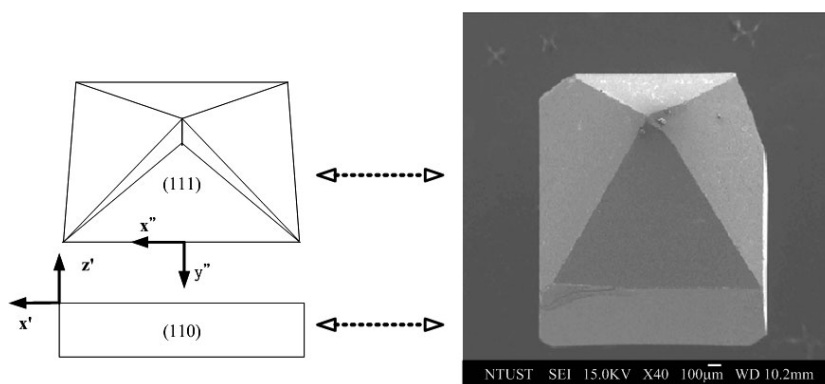 (111)
x"
y"
z'
x'
(110)
NTUST SEI 15.0KV X40 100μm WD 10.2mm